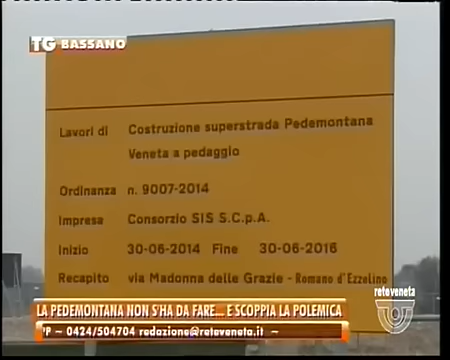 TG BASSANO
Lavori di Costruzione superstrada Pedemontana
Veneta a pedaggio
Ordinanza n. 9007-2014
Impresa Consorzio SIS S.C.p.A.
Inizio 30-06-2014 Fine 30-06-2016
Recapito via Madonna delle Grazie - Romano d'Ezzelino
LA PEDEMONTANA NON S'HA DA FARE... E SCOPPIA LA POLEMICA
reteveneta
'P ~ 0424/504704 redazione@reteveneta.it ~